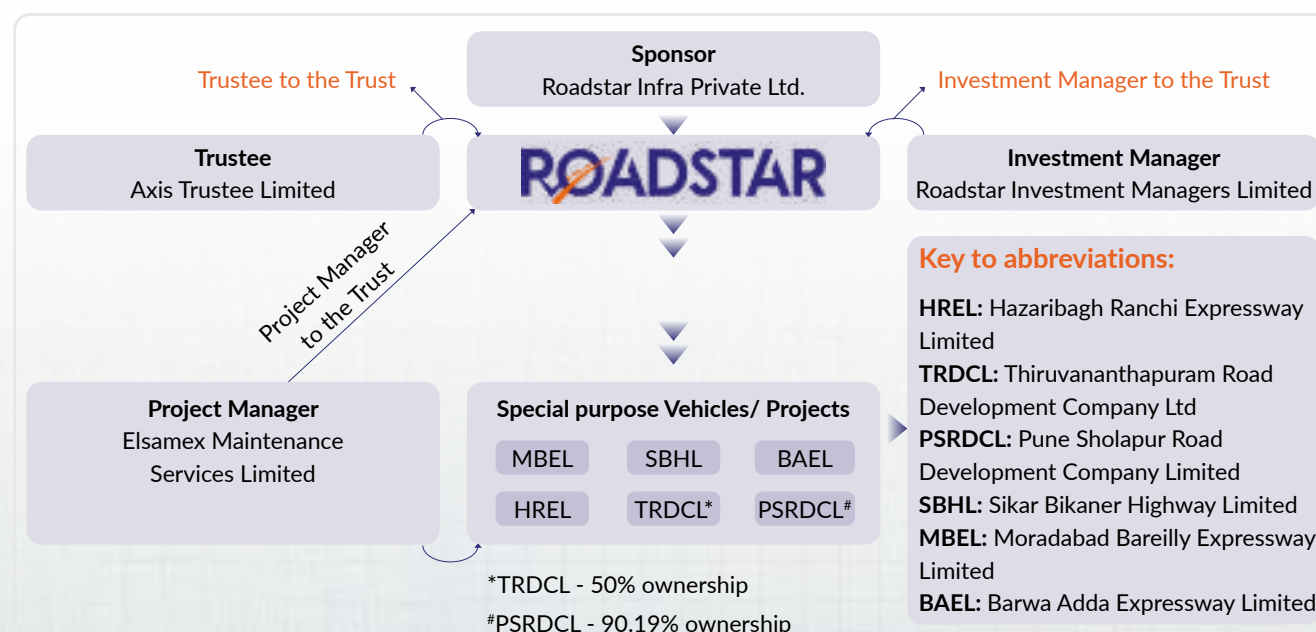 Sponsor
Roadstar Infra Private Ltd.
Trustee to the Trust
Investment Manager to the Trust
Trustee
Axis Trustee Limited
ROADSTAR
Investment Manager
Roadstar Investment Managers Limited
Project Manager
to the Trust
Project Manager
Elsamex Maintenance
Services Limited
Special purpose Vehicles/ Projects
MBEL SBHL BAEL
HREL TRDCL* PSRDCL#
*TRDCL - 50% ownership
#PSRDCL - 90.19% ownership
Key to abbreviations:
HREL: Hazaribagh Ranchi Expressway
Limited
TRDCL: Thiruvananthapuram Road
Development Company Ltd
PSRDCL: Pune Sholapur Road
Development Company Limited
SBHL: Sikar Bikaner Highway Limited
MBEL: Moradabad Bareilly Expressway
Limited
BAEL: Barwa Adda Expressway Limited